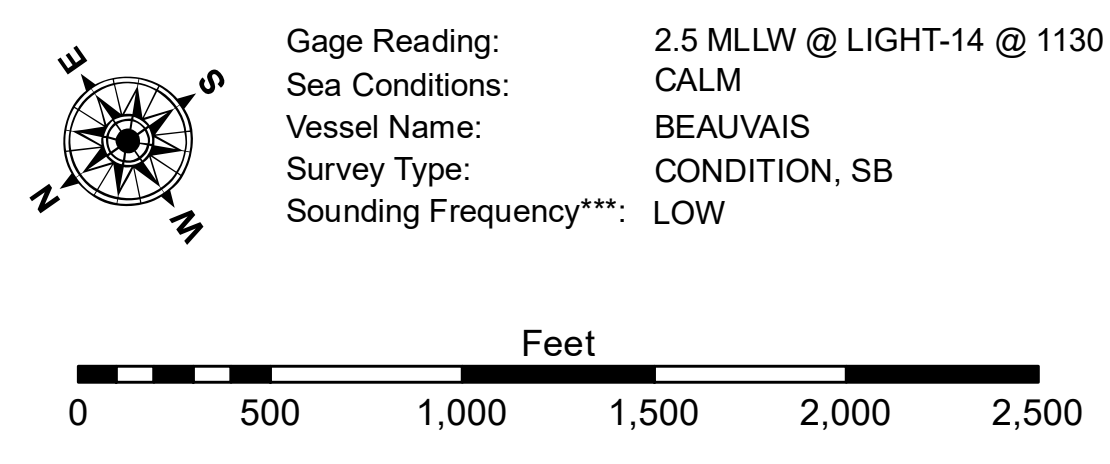 E
S
N
W
Gage Reading: 2.5 MLLW @ LIGHT-14 @ 1130
Sea Conditions: CALM
Vessel Name: BEAUVAIS
Survey Type: CONDITION, SB
Sounding Frequency***: LOW
Feet
0 500 1,000 1,500 2,000 2,500